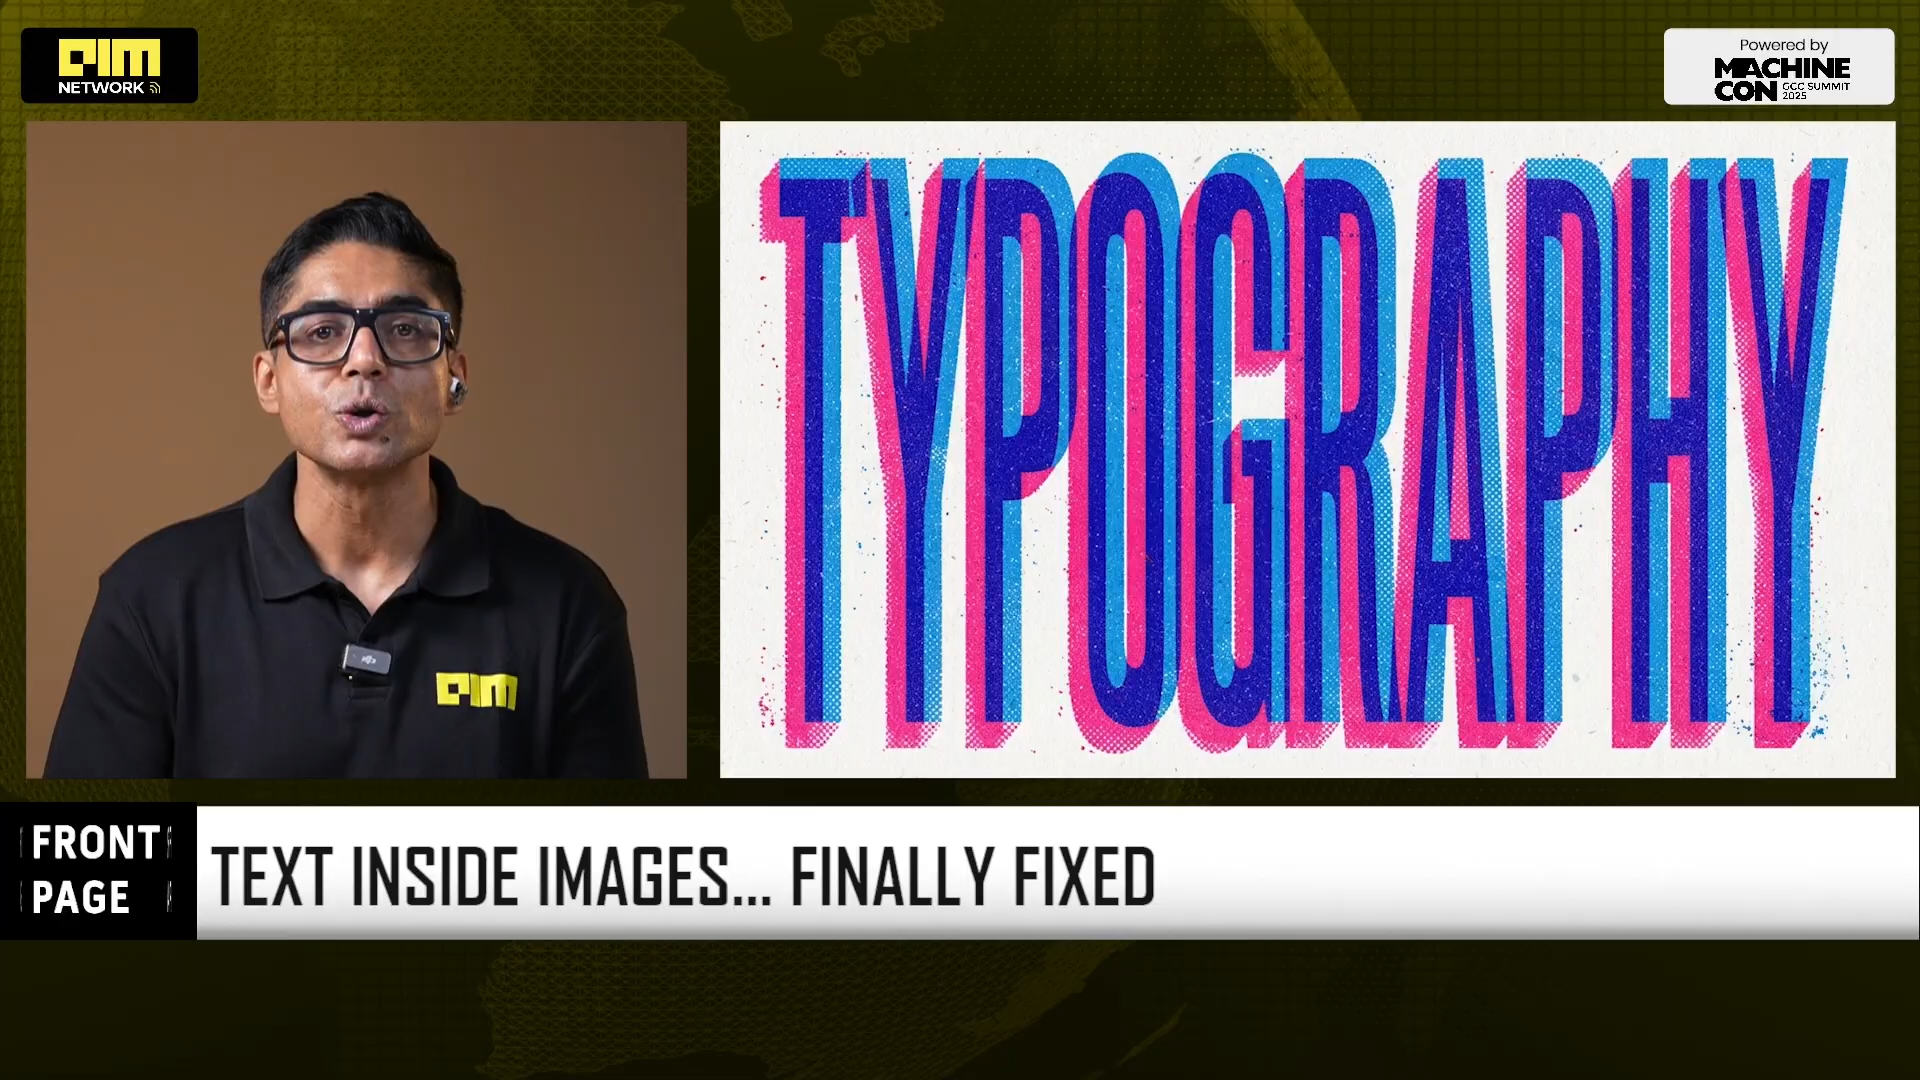 AIM
NETWORK
Powered by
MACHINE
CON GCC SUMMIT
2025
TYPOGRAPHY
AIM
FRONT
PAGE
TEXT INSIDE IMAGES... FINALLY FIXED